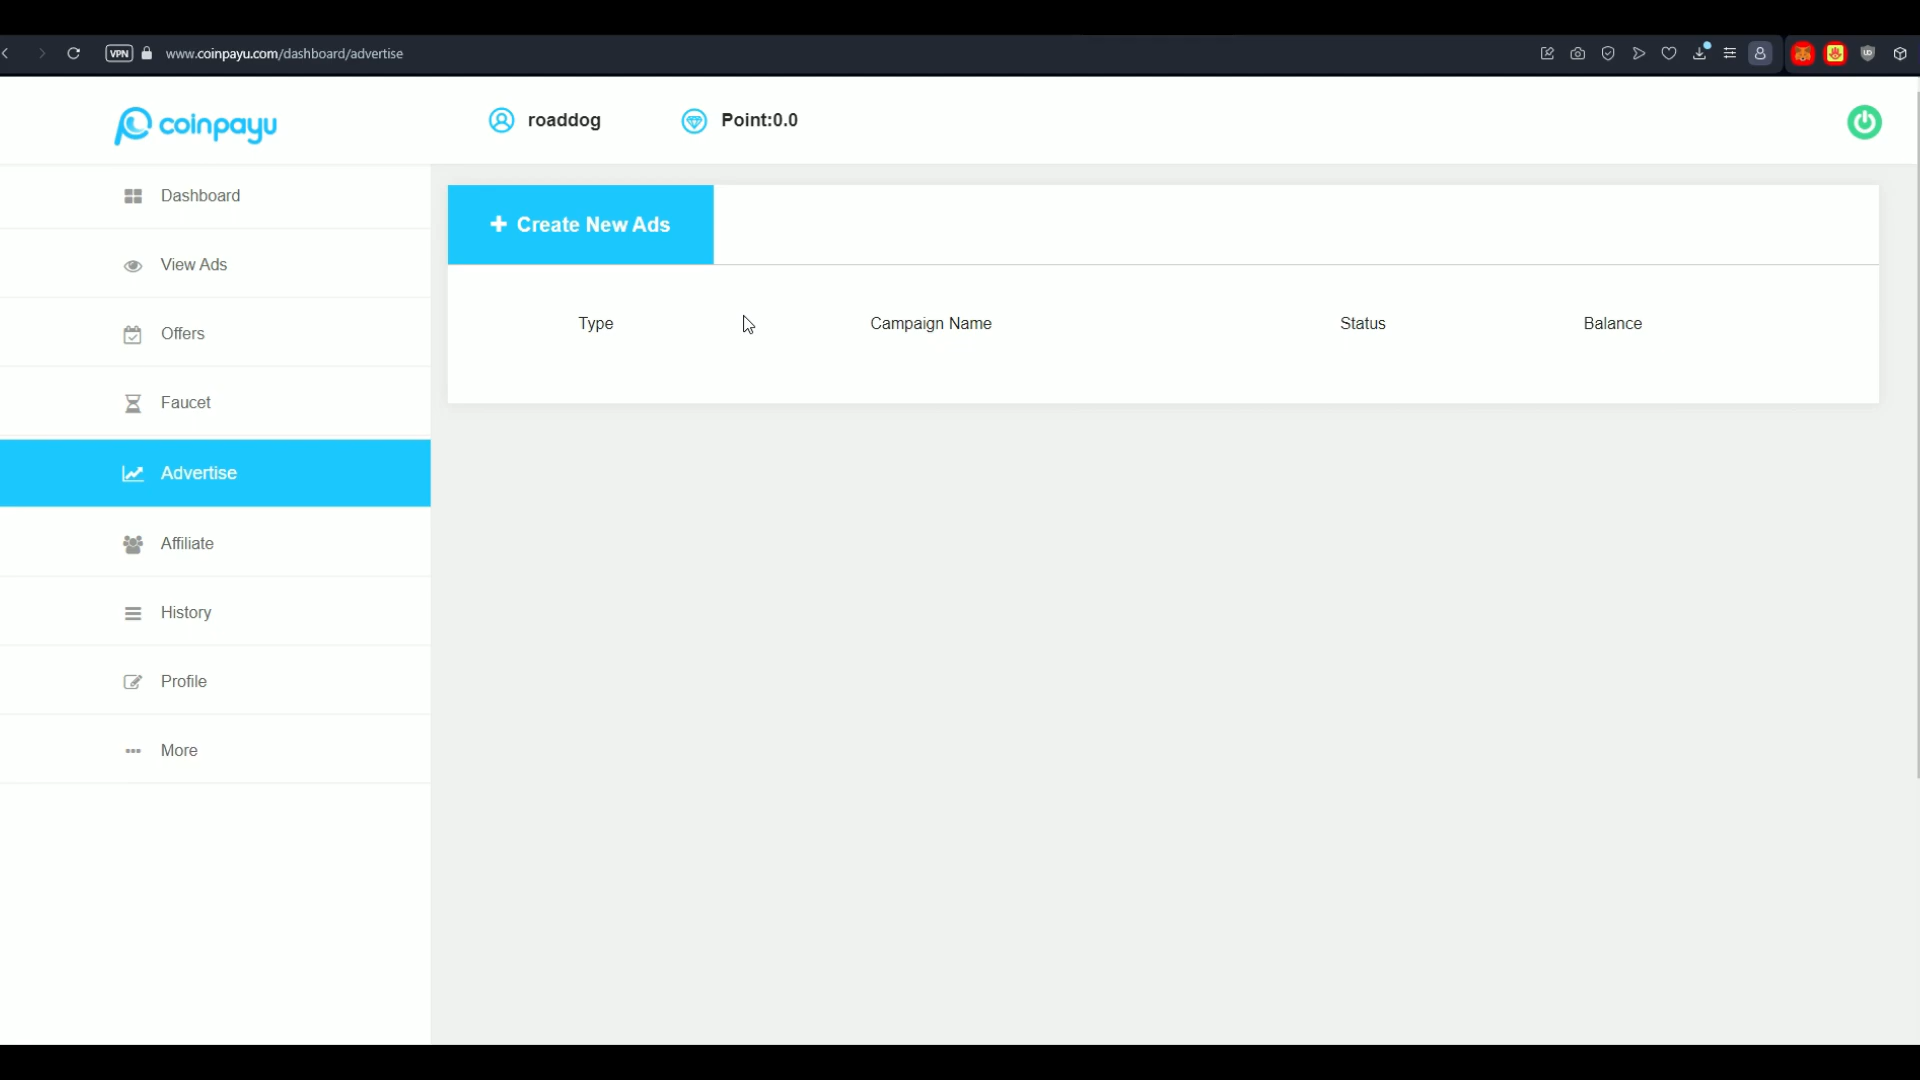 VPN
www.coinpayu.com/dashboard/advertise
coinpayu
roaddog
Point:0.0
Dashboard
View Ads
Offers
Faucet
Advertise
Affiliate
History
Profile
More
+ Create New Ads
Type
Campaign Name
Status
Balance